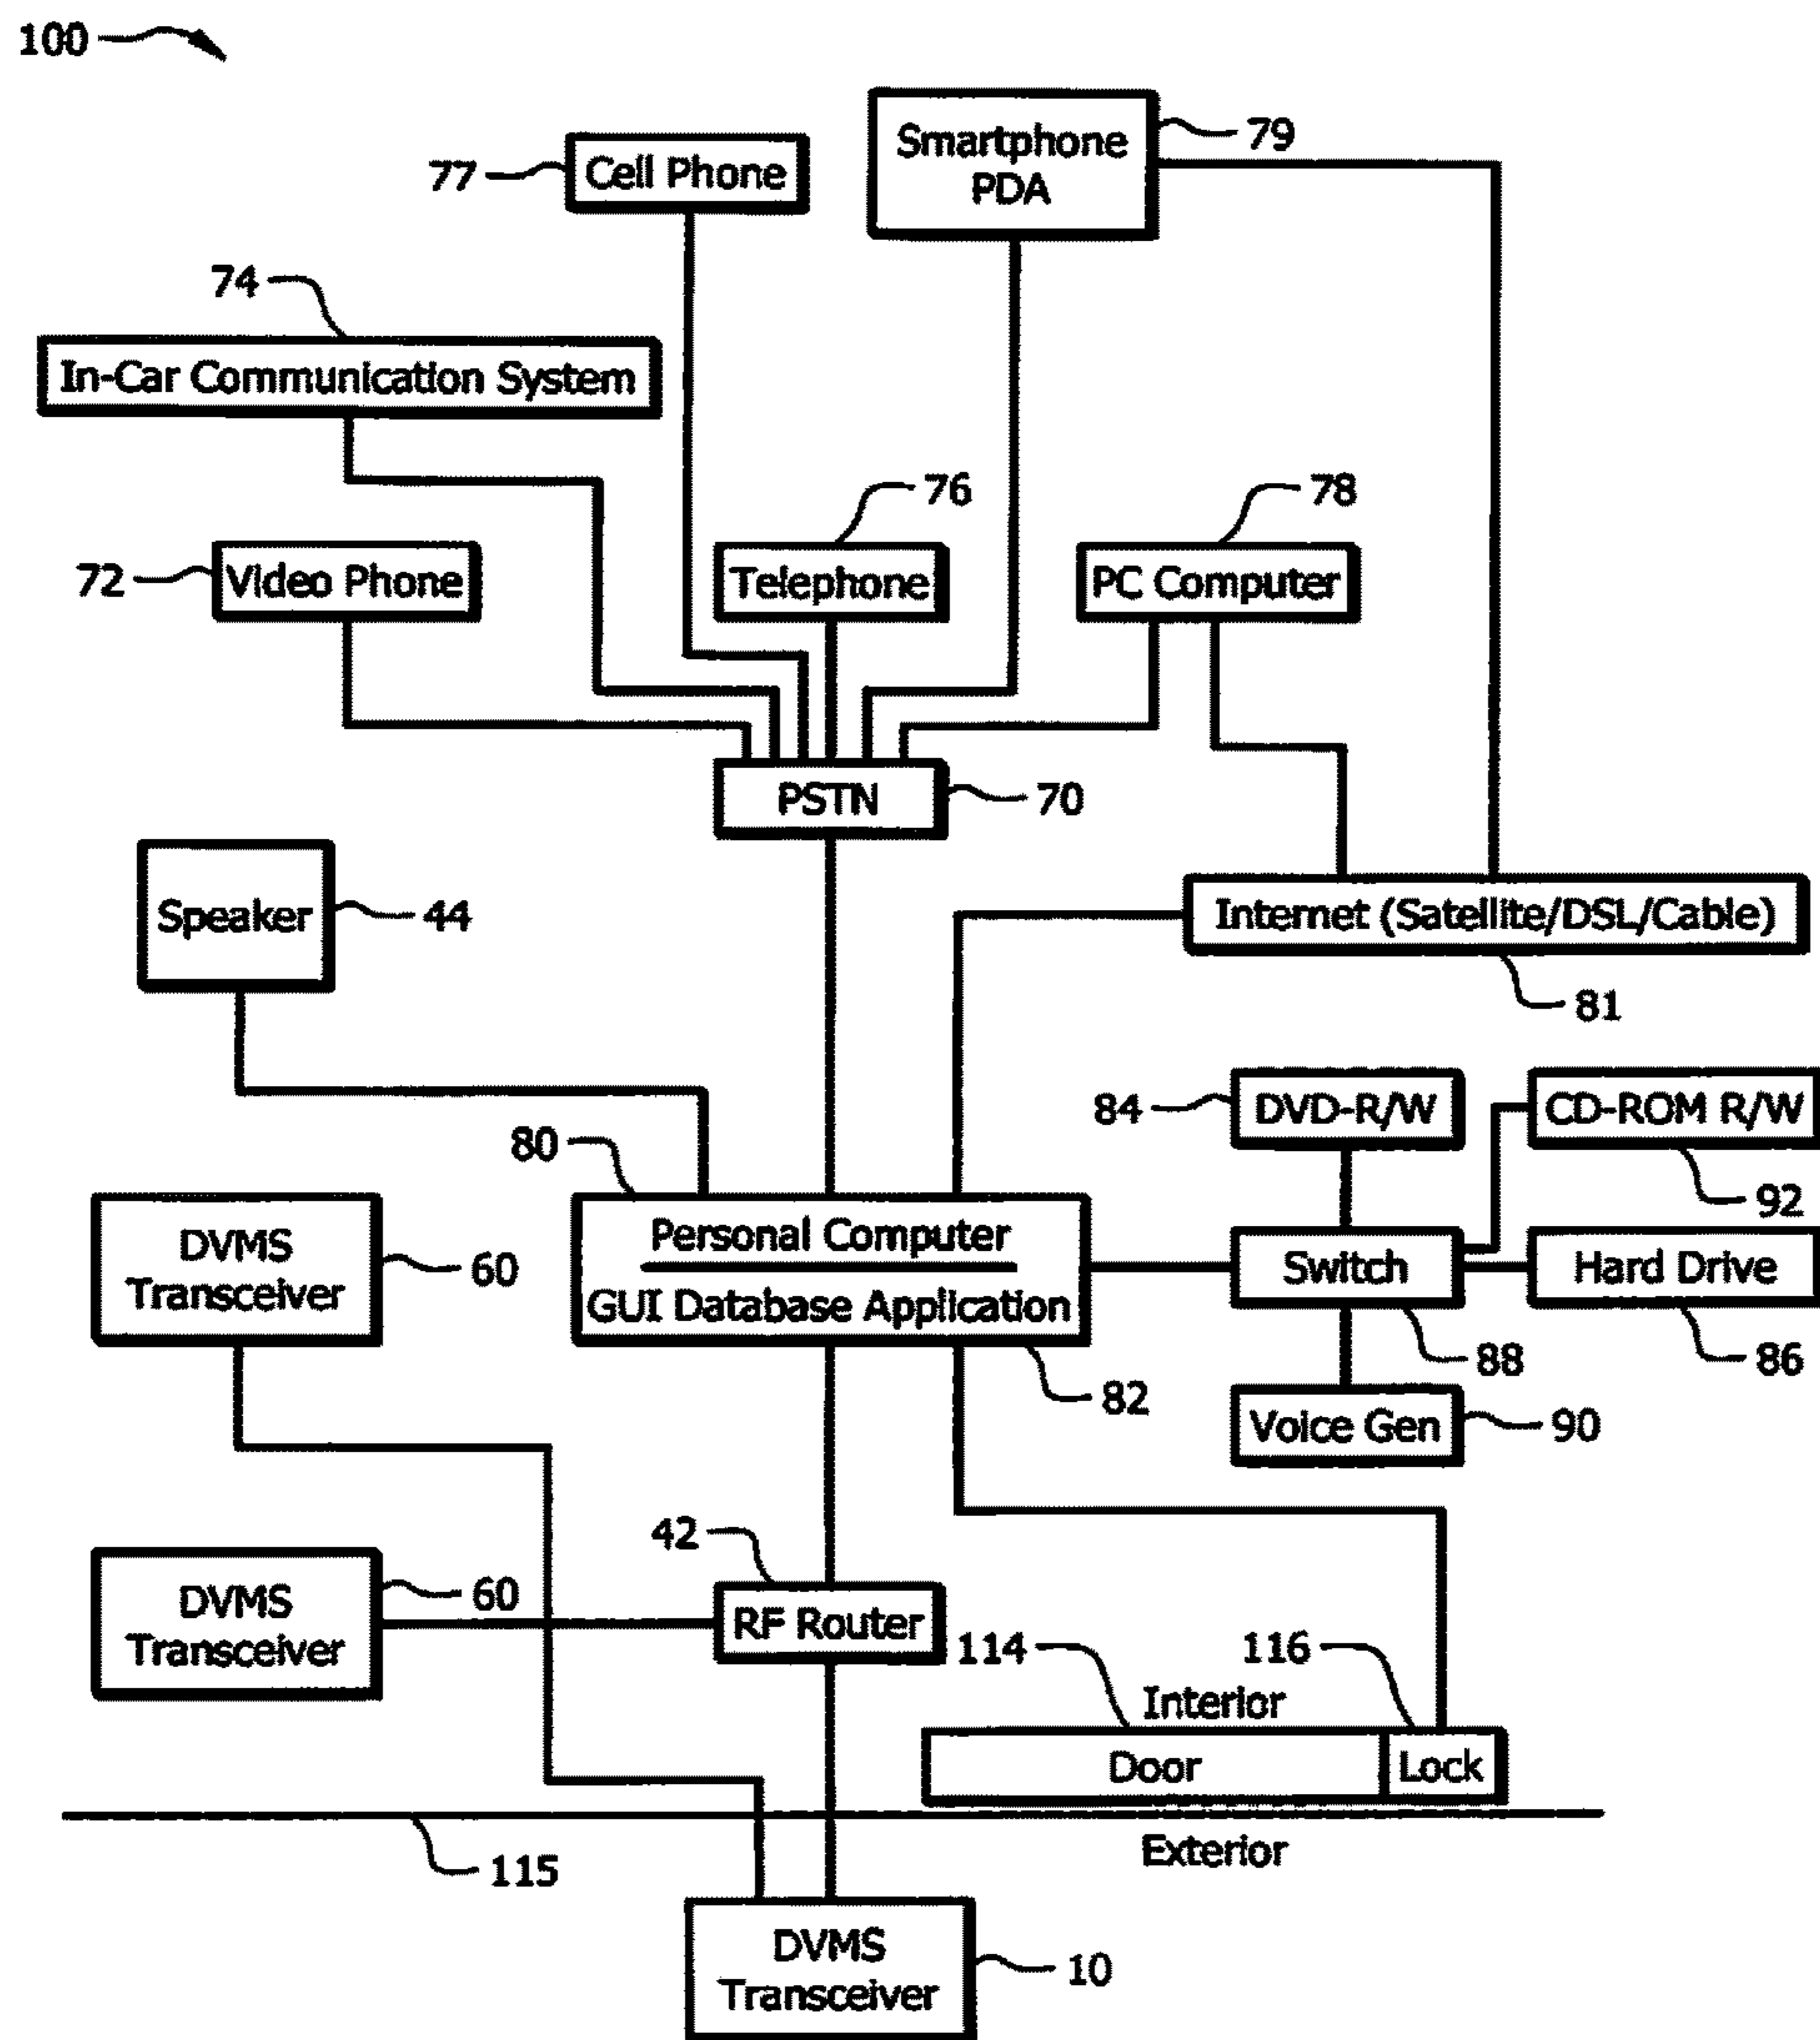 100
Smartphone
PDA
79
77
Cell Phone
74
In-Car Communication System
76
78
72
Video Phone
Telephone
PC Computer
PSTN
70
Speaker
44
Internet (Satellite/DSL/Cable)
81
84
DVD-R/W
CD-ROM R/W
92
80
DVMS
Transceiver
60
Personal Computer
GUI Database Application
82
Switch
88
Hard Drive
86
Voice Gen
90
42
DVMS
Transceiver
60
RF Router
114
116
Interior
Door
Lock
115
Exterior
DVMS
Transceiver
10